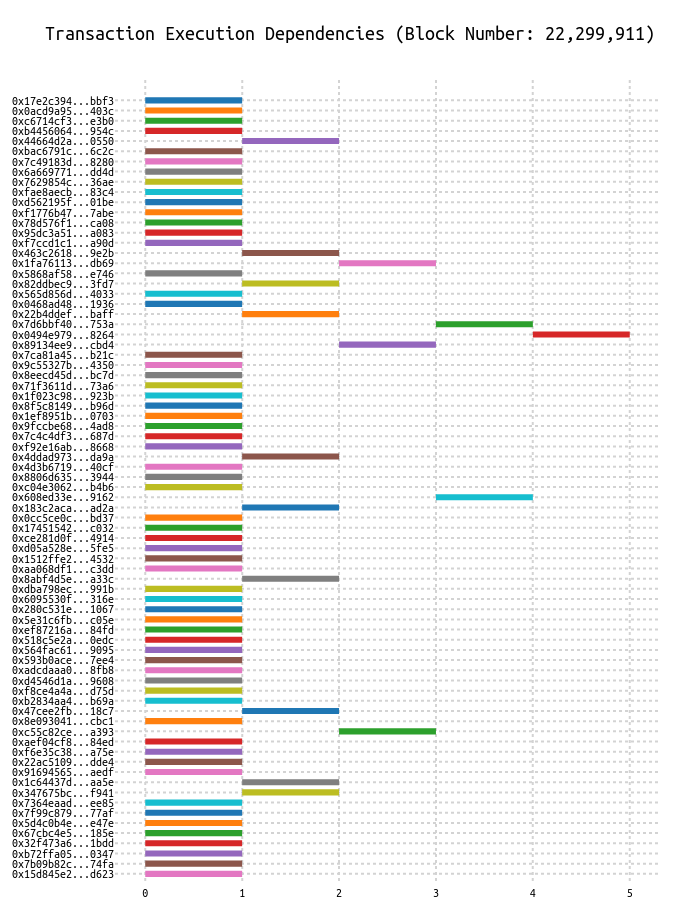 Transaction Execution Dependencies (Block Number: 22,299,911)
0x17e2c394...bbf3
0x0acd9a95...403c
0xc6714cf3...e3b0
0xb4456064...954c
0x44664d2a...0550
0xbac6791c...6c2c
0x7c49183d...8280
0x6a669771...dd4d
0x7629854c...36ae
0xfae8aecb...83c4
0xd562195f...01be
0xf1776b47...7abe
0x78d576f1...ca08
0x95dc3a51...a083
0xf7ccd1c1...a90d
0x463c2618...9e2b
0x1fa76113...db69
0x5868af58...e746
0x82ddbec9...3fd7
0x565d856d...4033
0x0468ad48...1936
0x22b4ddef...baff
0x7d6bbf40...753a
0x0494e979...8264
0x89134ee9...cbd4
0x7ca81a45...b21c
0x9c55327b...4350
0x8eecd45d...bc7d
0x71f3611d...73a6
0x1f023c98...923b
0x8f5c8149...b96d
0x1ef8951b...0703
0x9fccbe68...4ad8
0x7c4c4df3...687d
0xf92e16ab...8668
0x4ddad973...da9a
0x4d3b6719...40cf
0x8806d635...3944
0xc04e3062...b4b6
0x608ed33e...9162
0x183c2aca...ad2a
0x0cc5ce0c...bd37
0x17451542...c032
0xce281d0f...4914
0xd05a528e...5fe5
0x1512ffe2...4532
0xaa068df1...c3dd
0x8abf4d5e...a33c
0xdba798ec...991b
0x6095530f...316e
0x280c531e...1067
0x5e31c6fb...c05e
0xef87216a...84fd
0x518c5e2a...0edc
0x564fac61...9095
0x593b0ace...7ee4
0xadcdaaa0...8fb8
0xd4546d1a...9608
0xf8ce4a4a...d75d
0xb2834aa4...b69a
0x47cee2fb...18c7
0x8e093041...cbc1
0xc55c82ce...a393
0xaef04cf8...84ed
0xf6e35c38...a75e
0x22ac5109...dde4
0x91694565...aedf
0x1c64437d...aa5e
0x347675bc...f941
0x7364eaad...ee85
0x7f99c879...77af
0x5d4c0b4e...e47e
0x67cbc4e5...185e
0x32f473a6...1bdd
0xb72ffa05...0347
0x7b09b82c...74fa
0x15d845e2...d623
0 1 2 3 4 5